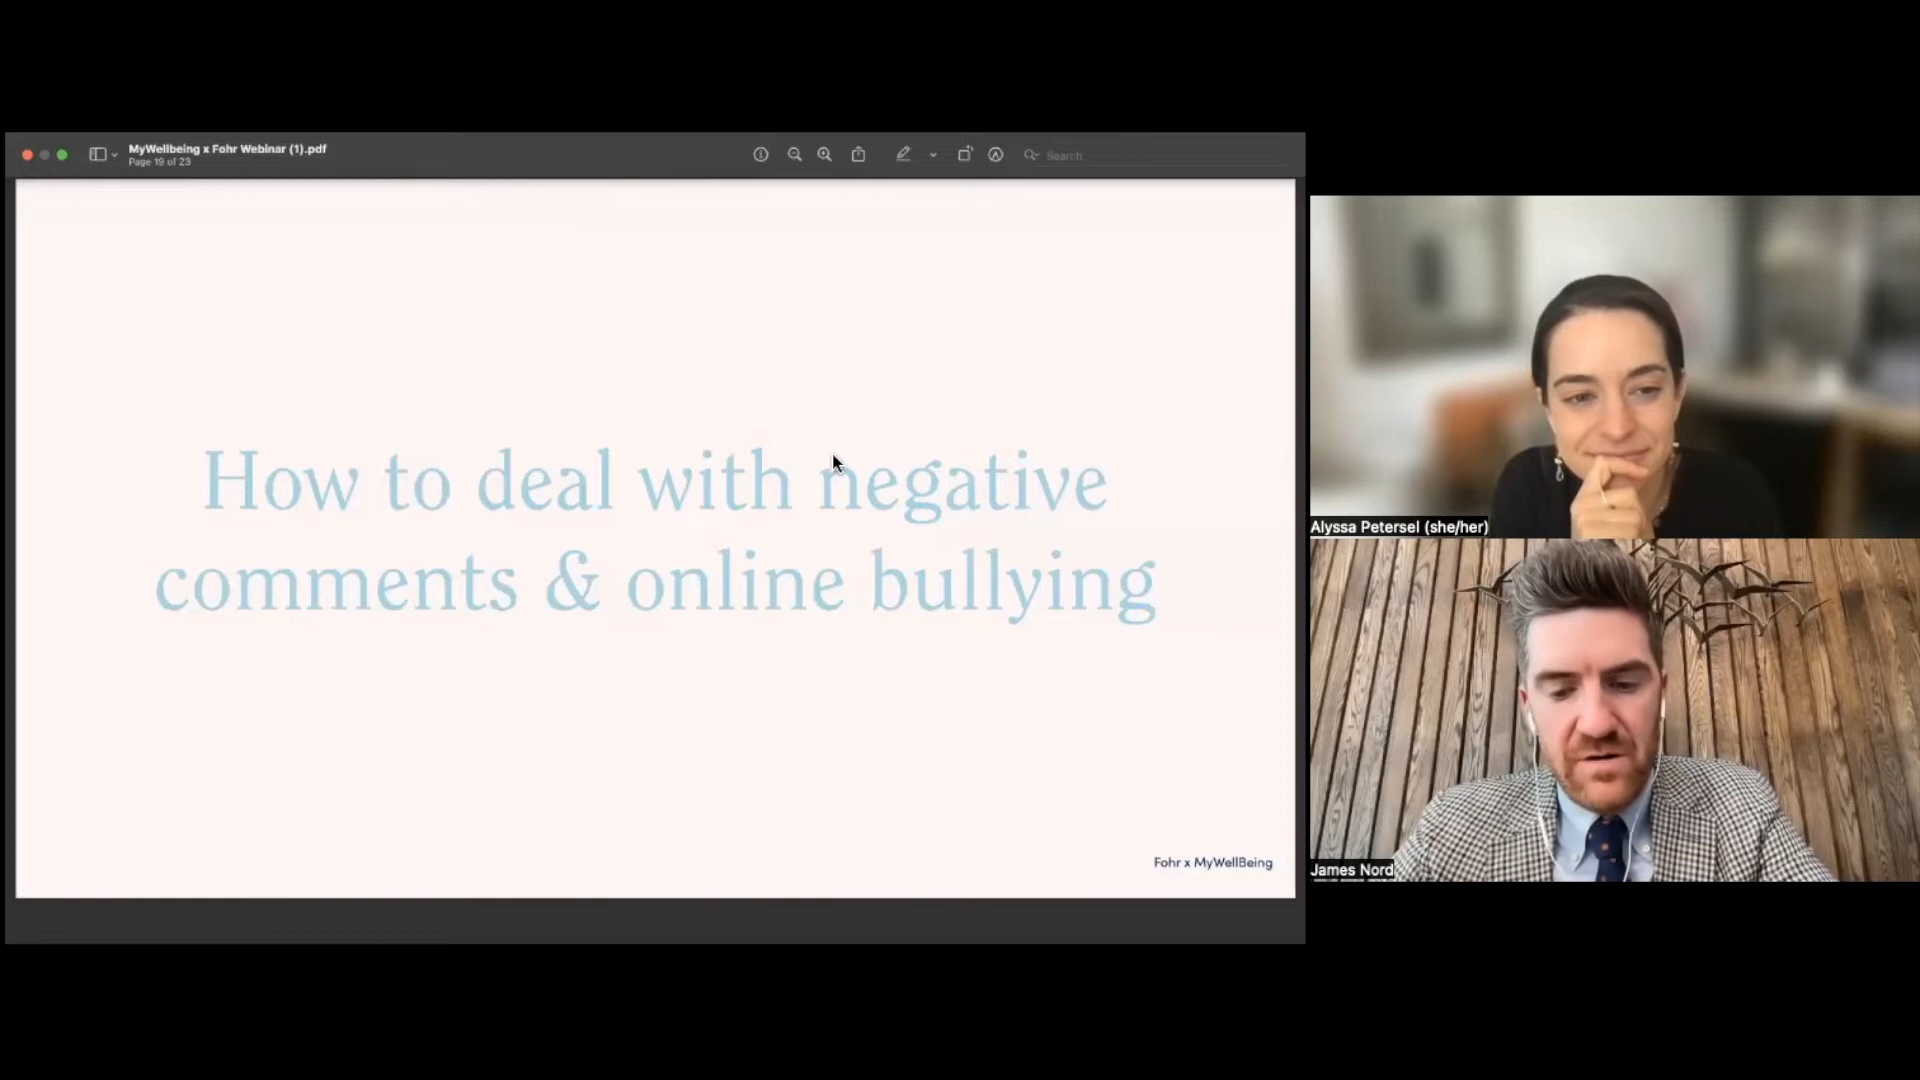 MyWellbeing x Fohr Webinar (1).pdf
Page 19 of 23
Search
How to deal with negative
comments & online bullying
Fohr x MyWellBeing
Alyssa Petersel (she/her)
James Nord